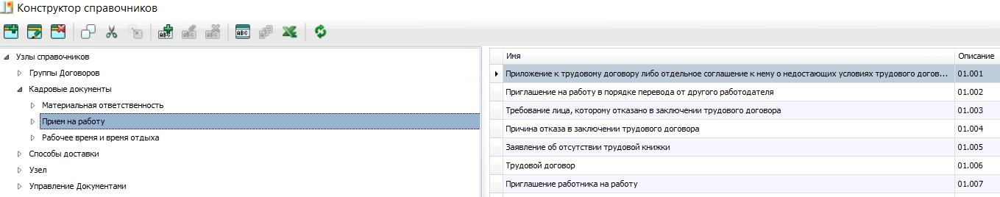 Конструктор справочников
Узлы справочников
Группы Договоров
Кадровые документы
Материальная ответственность
Прием на работу
Рабочее время и время отдыха
Способы доставки
Узел
Управление Документами
Имя Описание
Приложение к трудовому договору либо отдельное соглашение к нему о недостающих условиях трудового догов... 01.001
Приглашение на работу в порядке перевода от другого работодателя 01.002
Требование лица, которому отказано в заключении трудового договора 01.003
Причина отказа в заключении трудового договора 01.004
Заявление об отсутствии трудовой книжки 01.005
Трудовой договор 01.006
Приглашение работника на работу 01.007